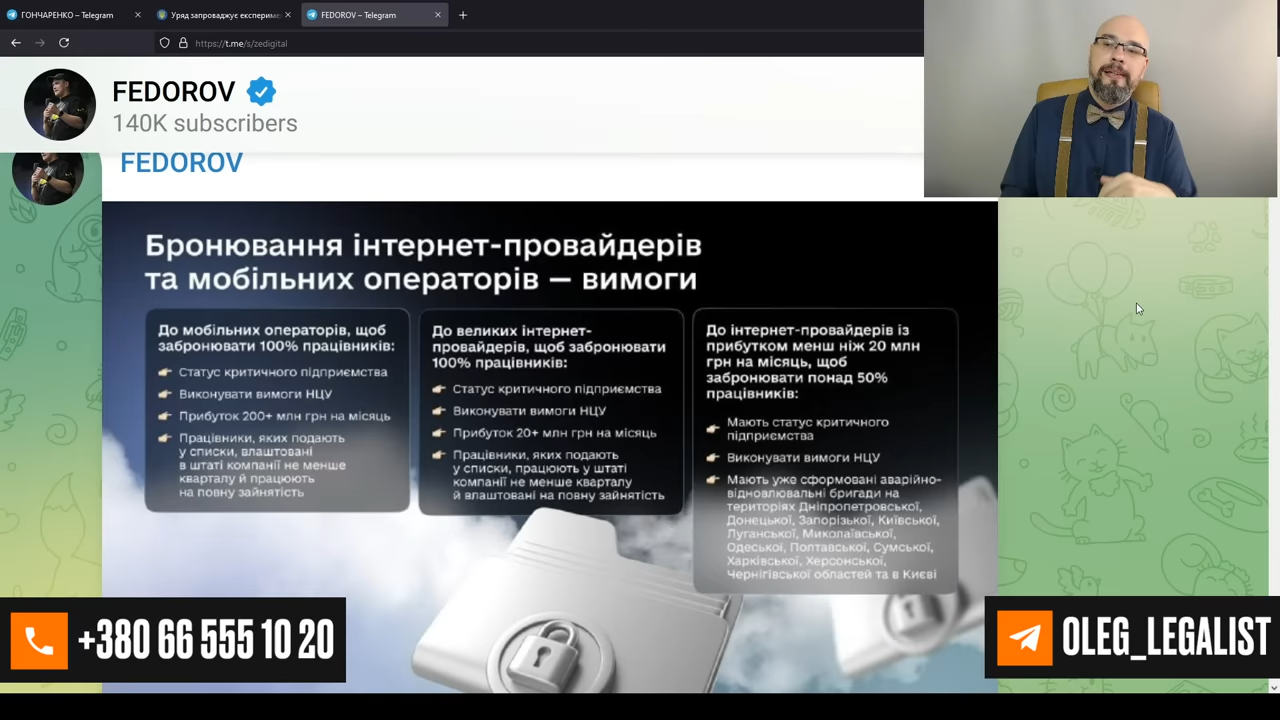 ГОНЧАРЕНКО – Telegram
Уряд запроваджує експериме
FEDOROV – Telegram
https://t.me/s/zedigital
FEDOROV
140K subscribers
FEDOROV
Бронювання інтернет-провайдерів
та мобільних операторів — вимоги
До мобільних операторів, щоб
забронювати 100% працівників:
Статус критичного підприємства
Виконувати вимоги НЦУ
Прибуток 200+ млн грн на місяць
Працівники, яких подають
у списки, влаштовані
в штаті компанії не менше
кварталу й працюють
на повну зайнятість
До великих інтернет-
провайдерів, щоб забронювати
100% працівників:
Статус критичного підприємства
Виконувати вимоги НЦУ
Прибуток 20+ млн грн на місяць
Працівники, яких подають
у списки, працюють у штаті
компанії не менше кварталу
й влаштовані на повну зайнятість
До інтернет-провайдерів із
прибутком менш ніж 20 млн
грн на місяць, щоб
забронювати понад 50%
працівників:
Мають статус критичного
підприємства
Виконувати вимоги НЦУ
Мають уже сформовані аварійно-
відновлювальні бригади на
територіях Дніпропетровської,
Донецької, Запорізької, Київської,
Луганської, Миколаївської,
Одеської, Полтавської, Сумської,
Харківської, Херсонської,
Чернігівської областей та в Києві
+380 66 555 10 20
OLEG_LEGALIST